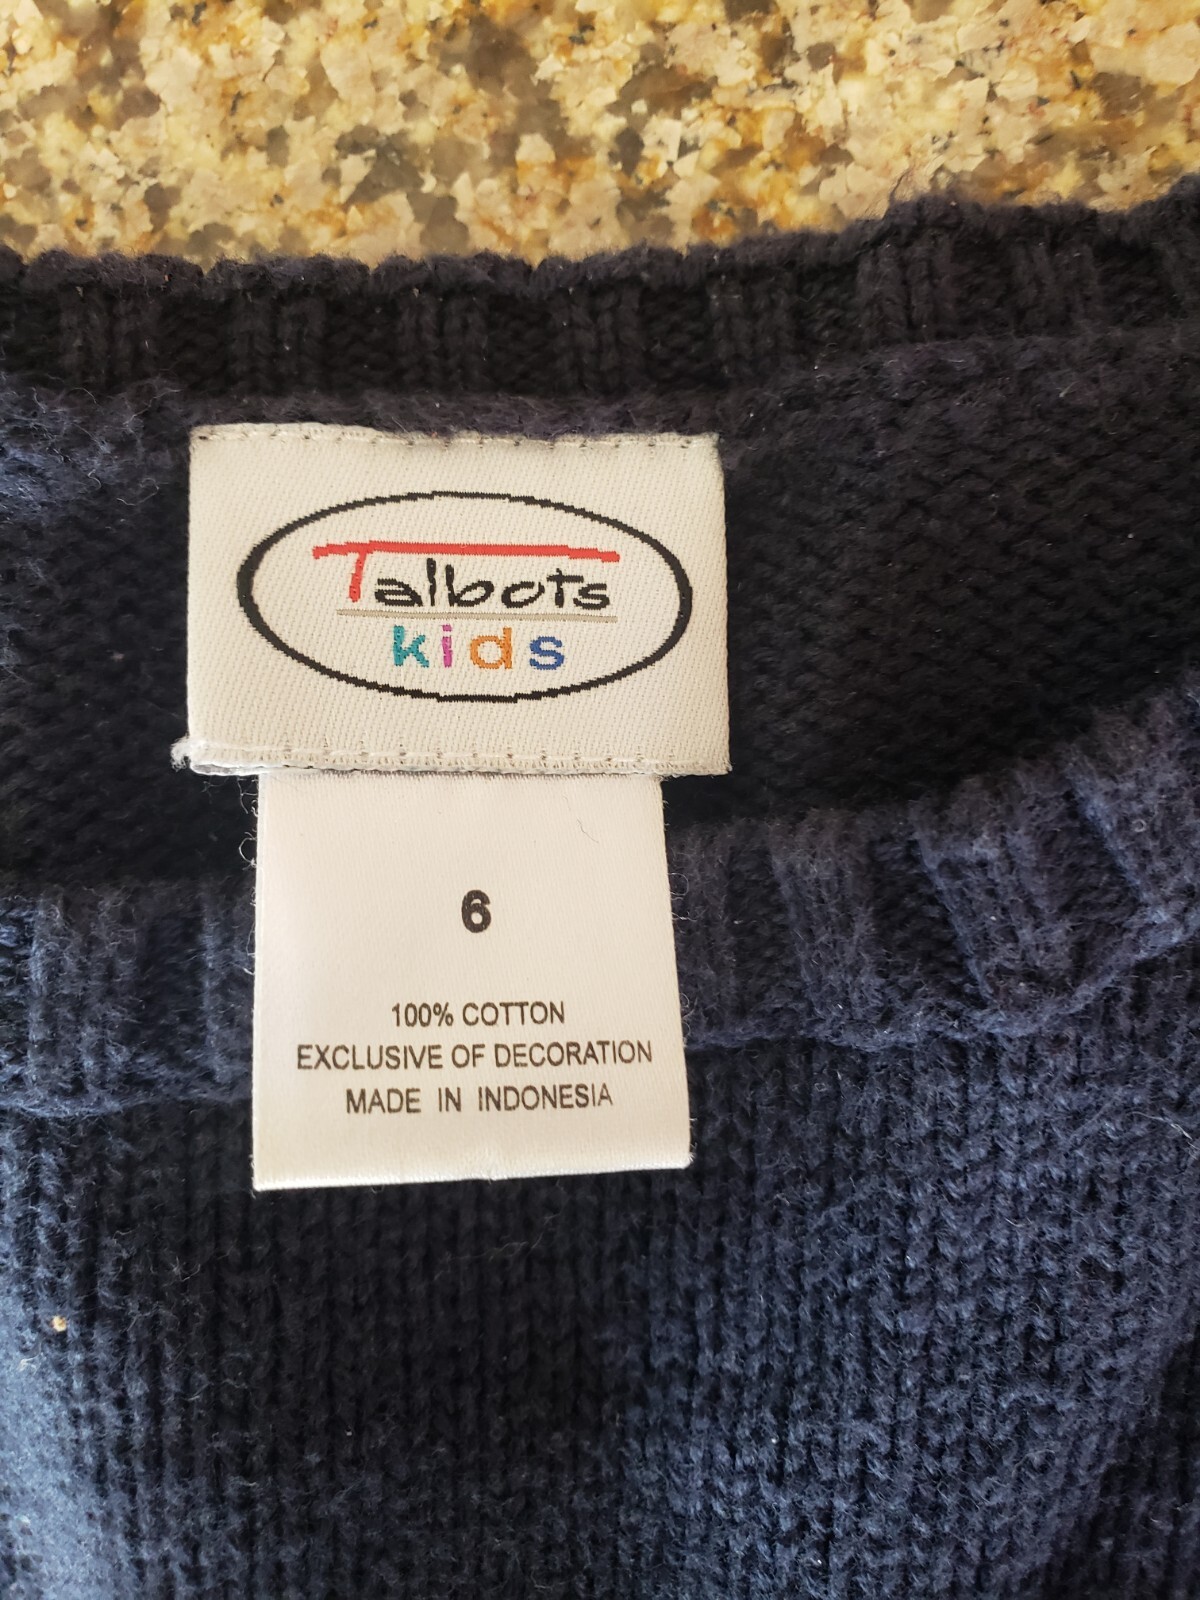 Talbots
kids
6
100% COTTON
EXCLUSIVE OF DECORATION
MADE IN INDONESIA